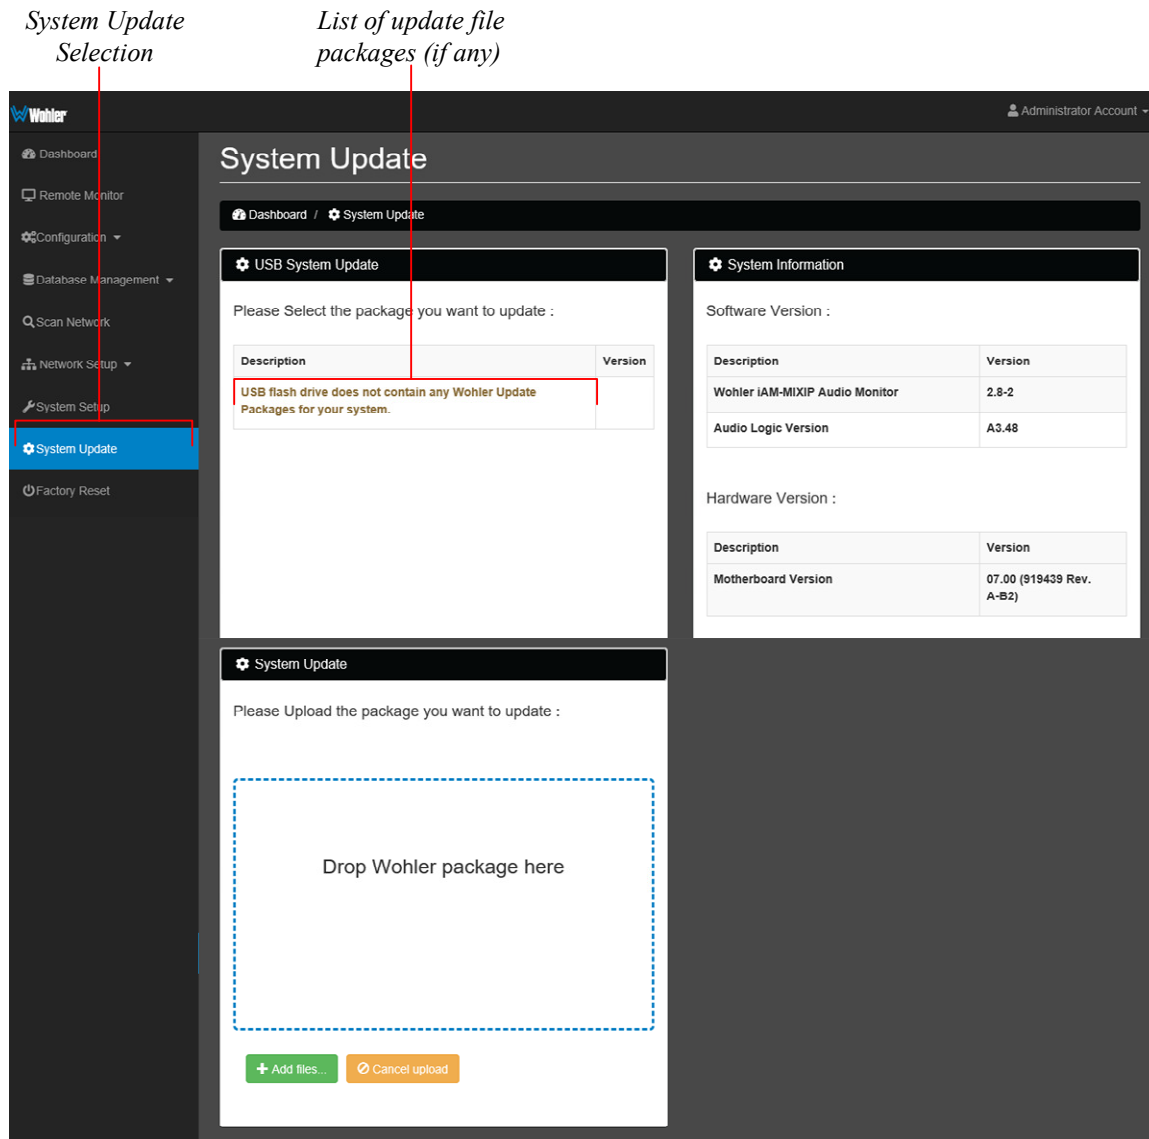 System Update
Selection
List of update file
packages (if any)
Wohler
Administrator Account
Dashboard
Remote Monitor
Configuration
Database Management
Scan Network
Network Setup
System Setup
System Update
Factory Reset
System Update
Dashboard / System Update
USB System Update
Please Select the package you want to update :
Description Version
USB flash drive does not contain any Wohler Update
Packages for your system.
System Information
Software Version :
Description Version
Wohler iAM-MIXIP Audio Monitor 2.8-2
Audio Logic Version A3.48
Hardware Version :
Description Version
Motherboard Version 07.00 (919439 Rev.
A-B2)
System Update
Please Upload the package you want to update :
Drop Wohler package here
+ Add files...
Cancel upload